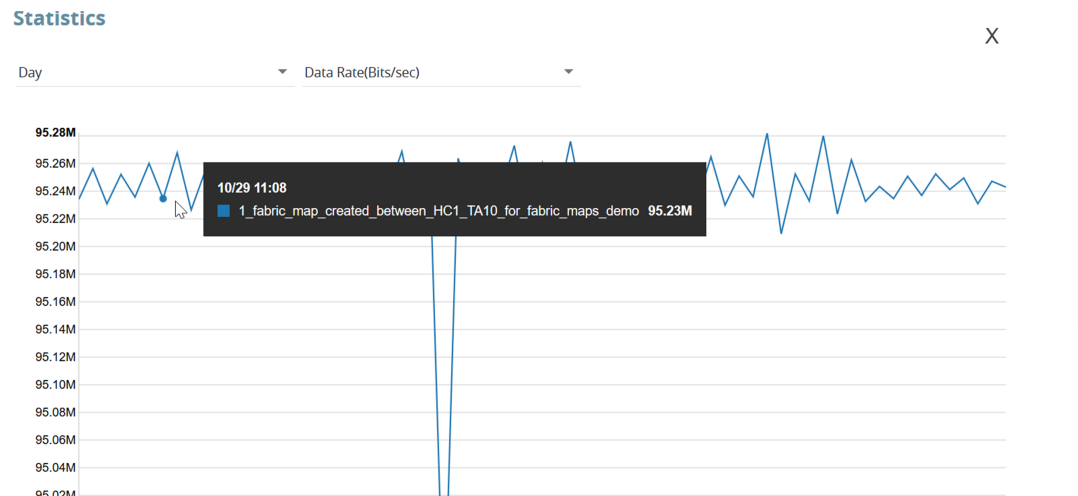 Statistics
X
Day
Data Rate(Bits/sec)
95.28M
95.26M
95.24M
95.22M
95.20M
95.18M
95.16M
95.14M
95.12M
95.10M
95.08M
95.06M
95.04M
95.02M
10/29 11:08
1_fabric_map_created_between_HC1_TA10_for_fabric_maps_demo 95.23M